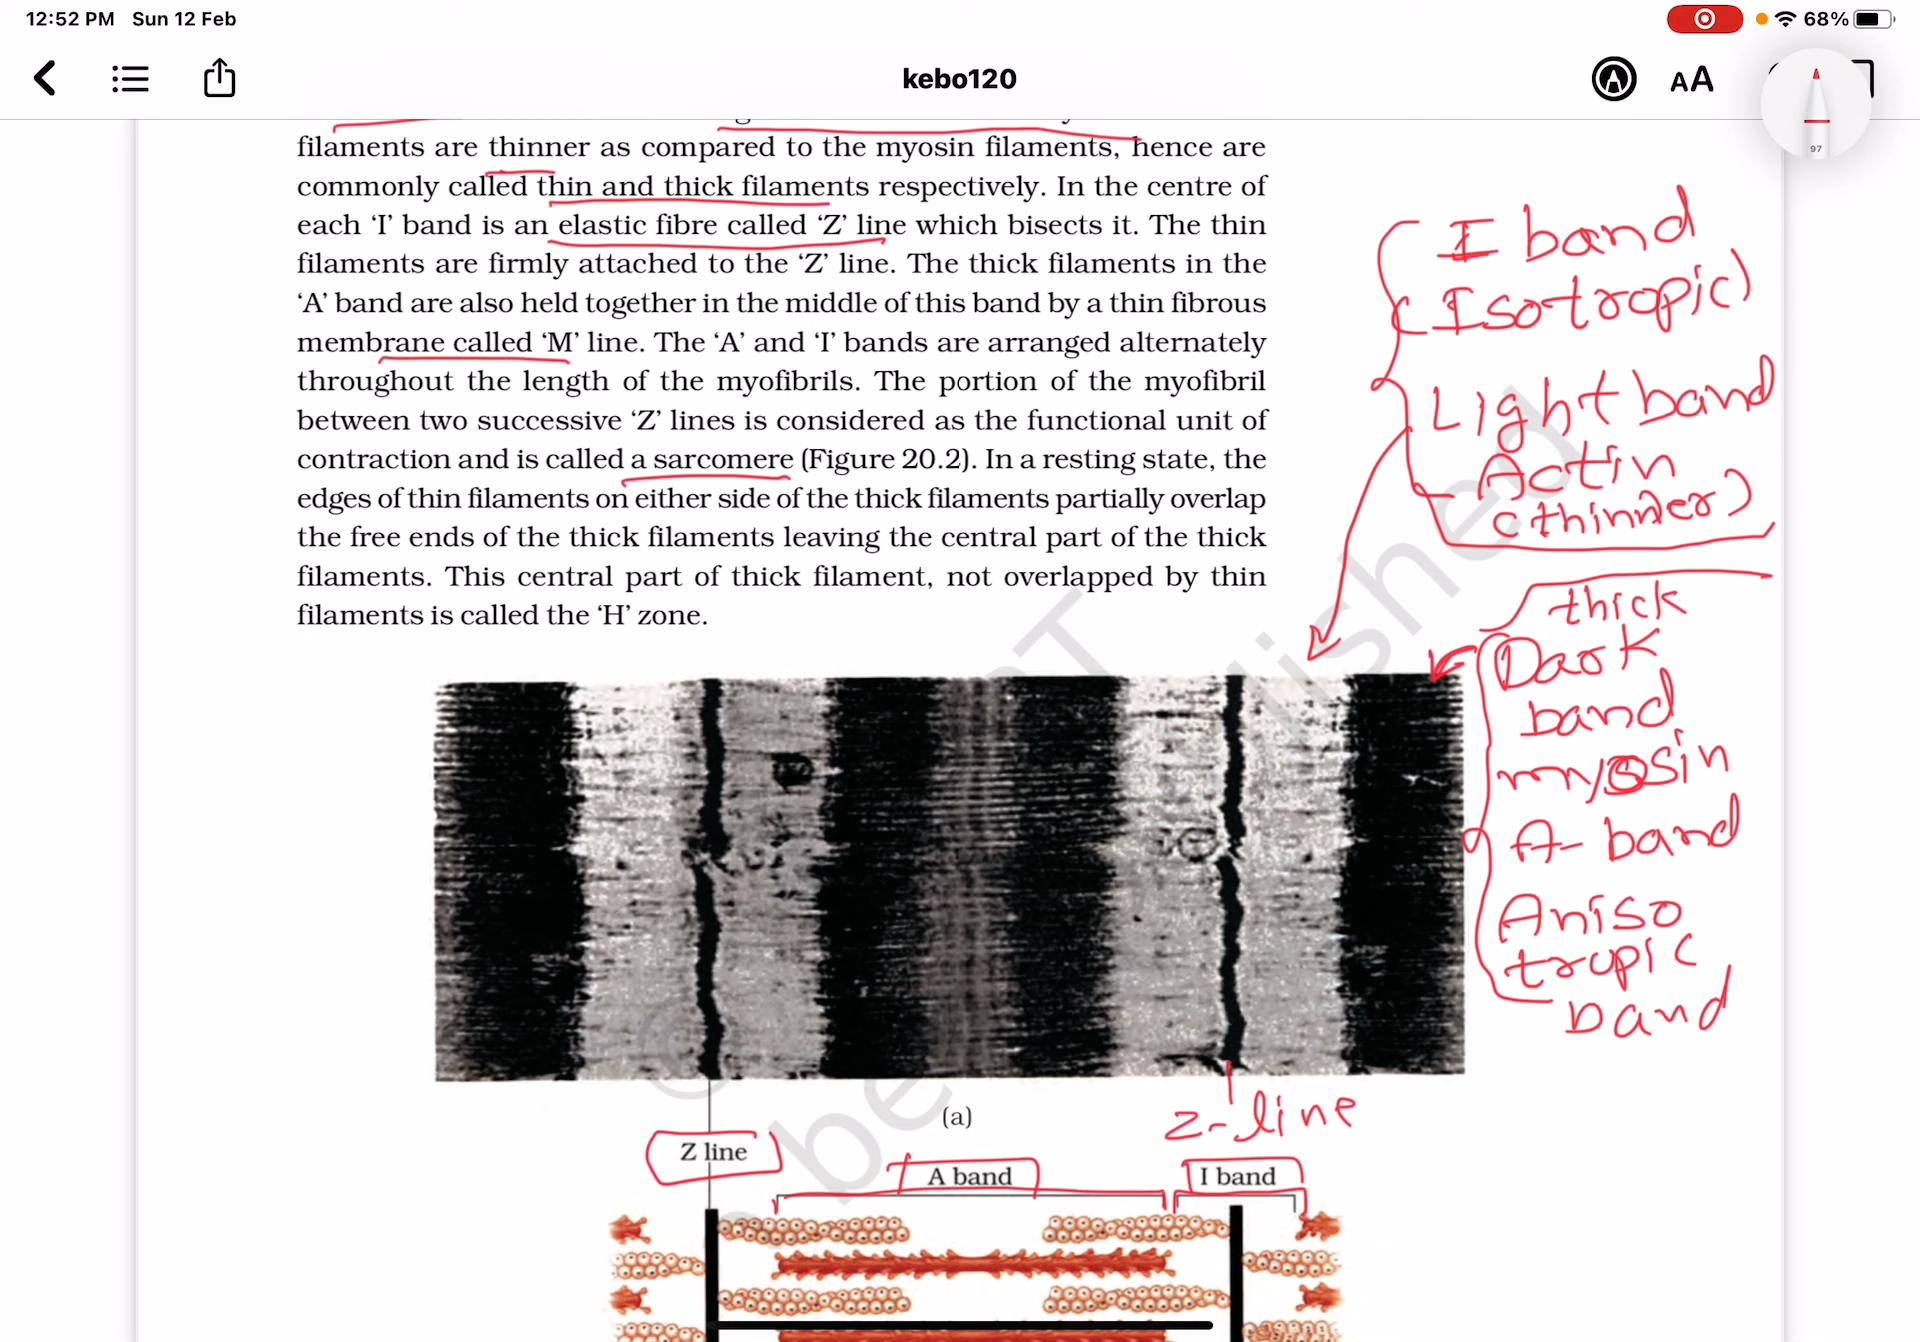 12:52 PM Sun 12 Feb
68%
kebo120
AA
97
filaments are thinner as compared to the myosin filaments, hence are
commonly called thin and thick filaments respectively. In the centre of
each ‘I’ band is an elastic fibre called ‘Z’ line which bisects it. The thin
filaments are firmly attached to the ‘Z’ line. The thick filaments in the
‘A’ band are also held together in the middle of this band by a thin fibrous
membrane called ‘M’ line. The ‘A’ and ‘I’ bands are arranged alternately
throughout the length of the myofibrils. The portion of the myofibril
between two successive ‘Z’ lines is considered as the functional unit of
contraction and is called a sarcomere (Figure 20.2). In a resting state, the
edges of thin filaments on either side of the thick filaments partially overlap
the free ends of the thick filaments leaving the central part of the thick
filaments. This central part of thick filament, not overlapped by thin
filaments is called the ‘H’ zone.
I band
(Isotropic)
Light band
Actin
(thinner)
thick
Dark
band
myosin
A- band
Aniso
tropic
band
(a)
z-line
Z line
A band
I band